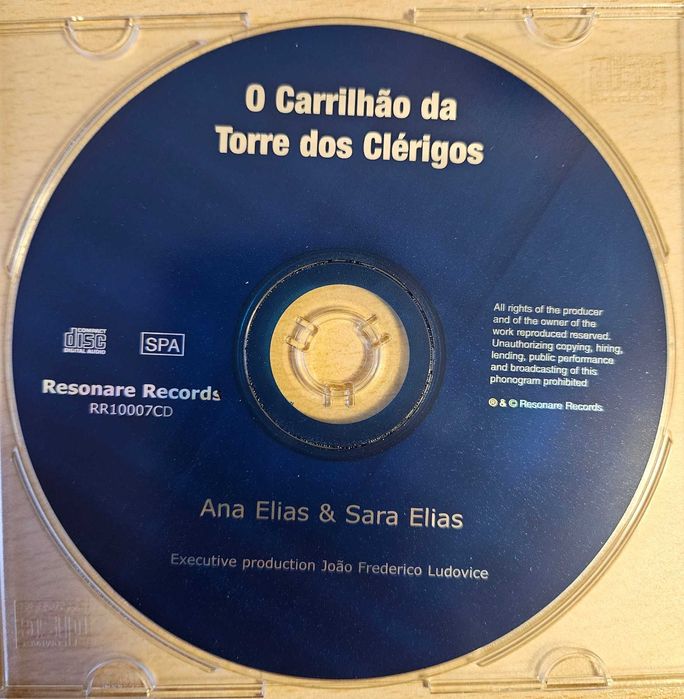 O Carrilhão da
Torre dos Clérigos
COMPACT
disc
DIGITAL AUDIO
SPA
Resonare Records
RR10007CD
All rights of the producer
and of the owner of the
work reproduced reserved.
Unauthorizing copying, hiring,
lending, public performance
and broadcasting of this
phonogram prohibited
℗ & © Resonare Records
Ana Elias & Sara Elias
Executive production João Frederico Ludovice